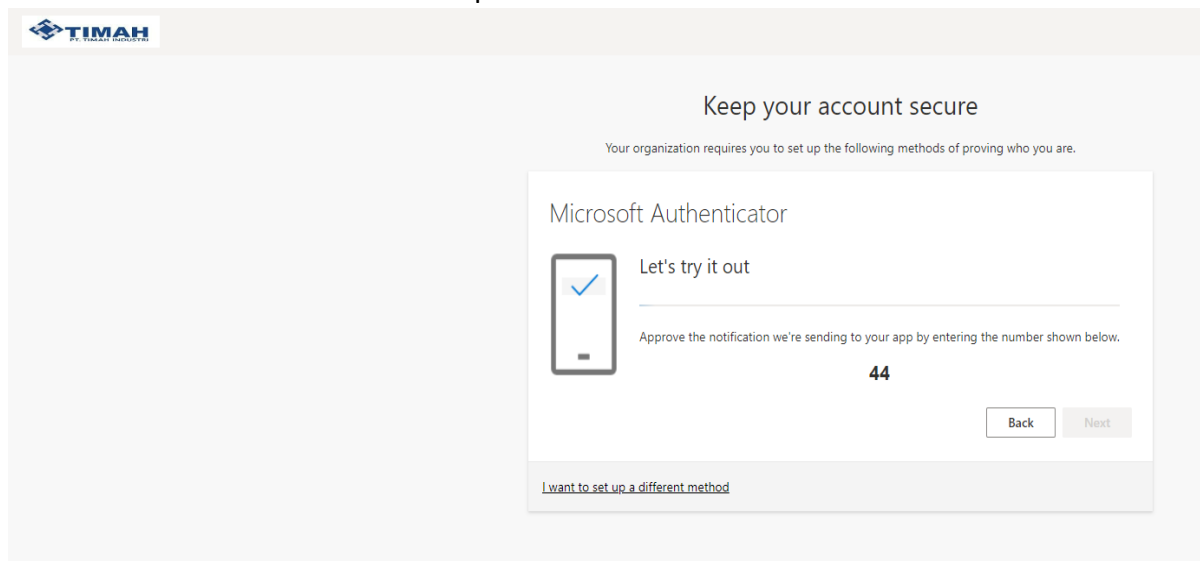 TIMAH
PT. TIMAH INDUSTRI
Keep your account secure
Your organization requires you to set up the following methods of proving who you are.
Microsoft Authenticator
Let's try it out
Approve the notification we're sending to your app by entering the number shown below.
44
Back
Next
I want to set up a different method